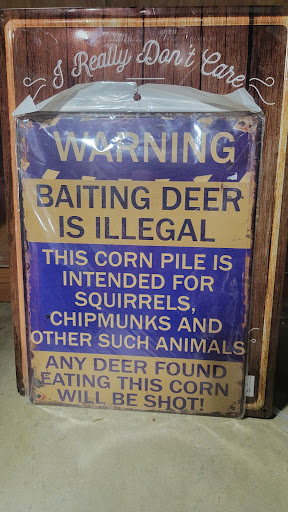 I Really Don't Care
WARNING
BAITING DEER
IS ILLEGAL
THIS CORN PILE IS
INTENDED FOR
SQUIRRELS,
CHIPMUNKS AND
OTHER SUCH ANIMALS
ANY DEER FOUND
EATING THIS CORN
WILL BE SHOT!